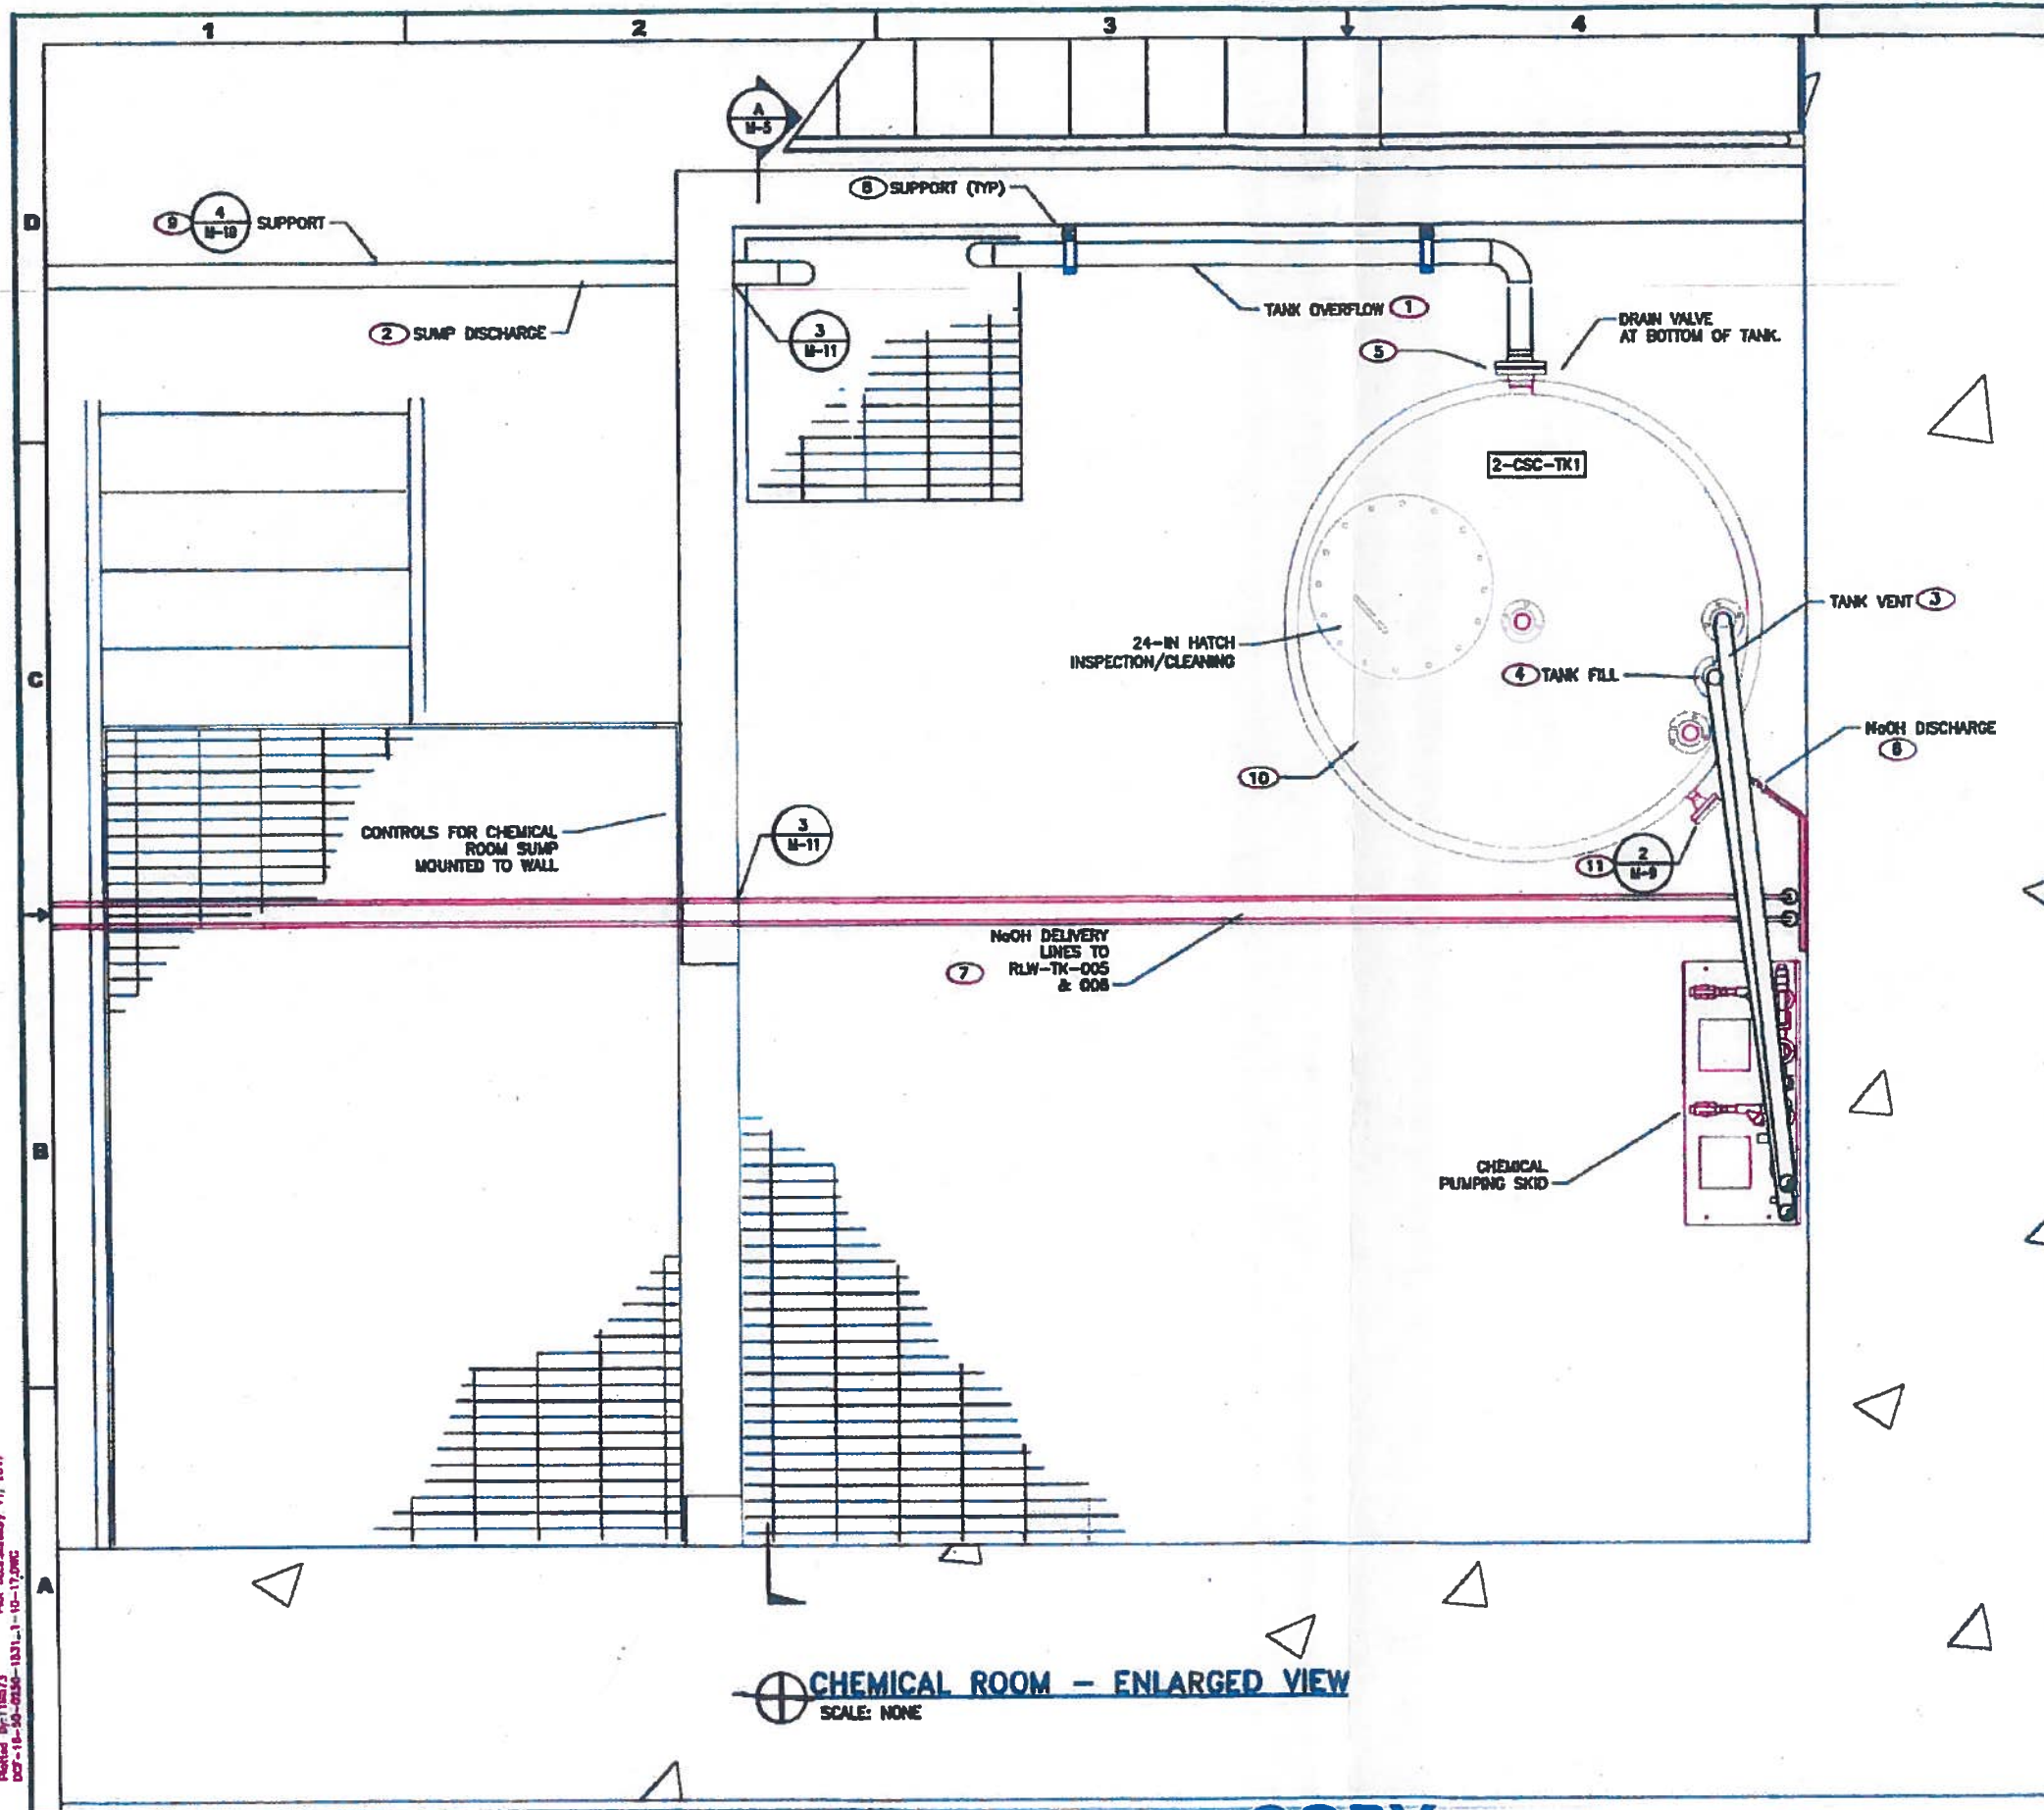 1 2 3 4
A
M-5
8 SUPPORT (TYP)
9 4 SUPPORT
M-10
D
TANK OVERFLOW 1
DRAIN VALVE
AT BOTTOM OF TANK.
2 SUMP DISCHARGE
3
M-11
5
2-CSC-TK1
TANK VENT 3
24-IN HATCH
INSPECTION/CLEANING
4 TANK FILL
C
NaOH DISCHARGE
6
10
CONTROLS FOR CHEMICAL
ROOM SUMP
MOUNTED TO WALL
3
M-11
11 2
M-9
NaOH DELIVERY
LINES TO
7 RLW-TK-005
& 006
B
CHEMICAL
PUMPING SKID
A
CHEMICAL ROOM - ENLARGED VIEW
SCALE: NONE
COPY